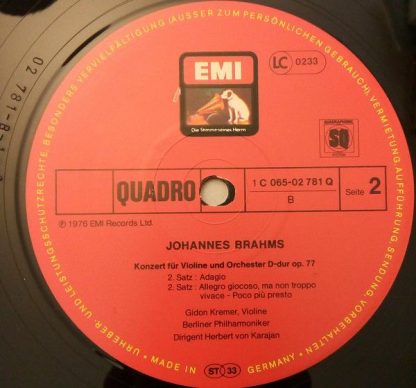 URHEBER- UND LEISTUNGSSCHUTZRECHTE, BESONDERS VERVIELFÄLTIGUNG (AUSSER ZUM PERSÖNLICHEN GEBRAUCH), VERMIETUNG, AUFFÜHRUNG, SENDUNG, VORBEHALTEN
EMI
Die Stimme seines Herrn
LC 0233
QUADRAPHONIC
SQ
02 781-B-1
QUADRO
1 C 065-02 781 Q
B
Seite 2
℗ 1976 EMI Records Ltd.
JOHANNES BRAHMS
Konzert für Violine und Orchester D-dur op. 77
2. Satz : Adagio
2. Satz : Allegro giocoso, ma non troppo
vivace - Poco più presto
Gidon Kremer, Violine
Berliner Philharmoniker
Dirigent Herbert von Karajan
• MADE IN GERMANY •
ST 33